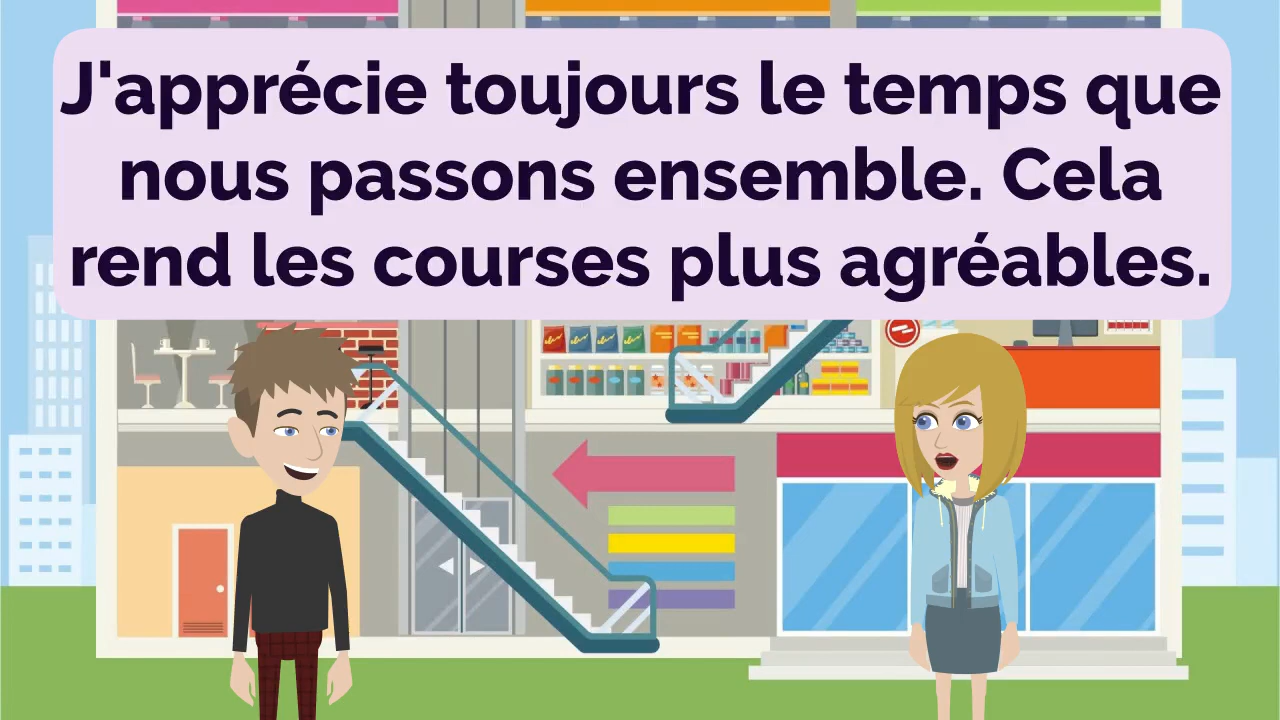 J'apprécie toujours le temps que
nous passons ensemble. Cela
rend les courses plus agréables.